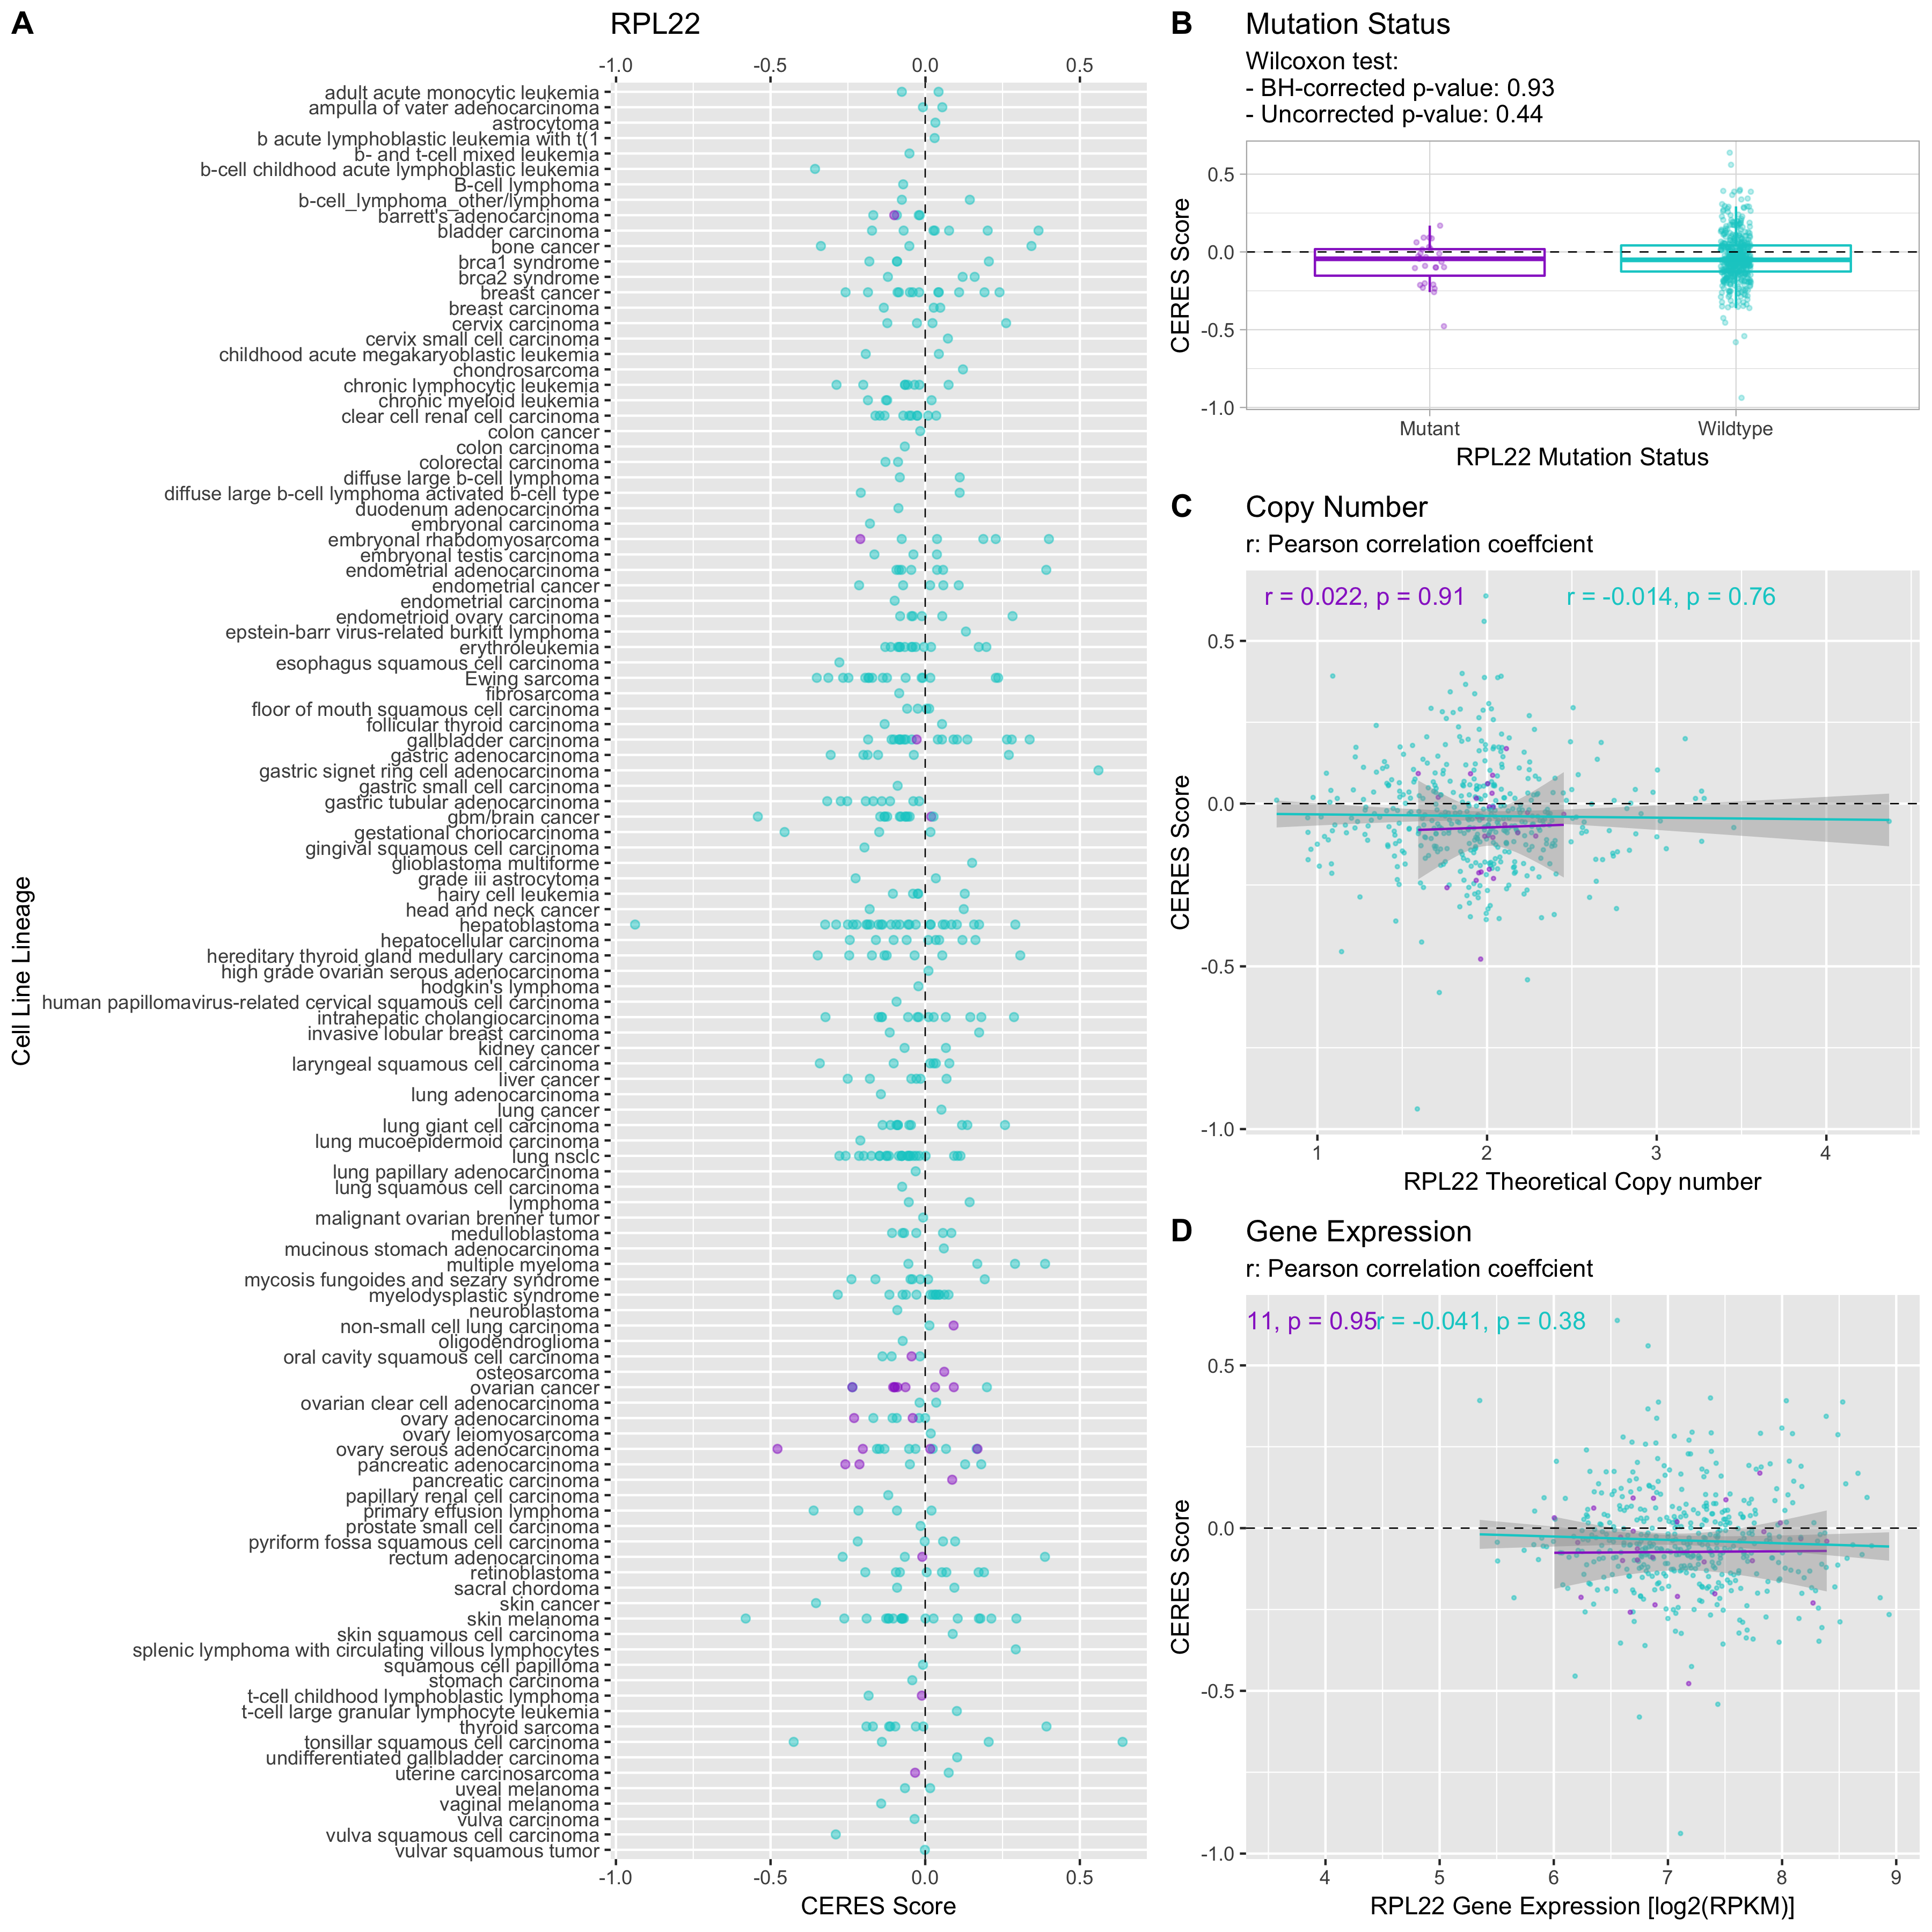 A
RPL22
-1.0
-0.5
0.0
0.5
adult acute monocytic leukemia
ampulla of vater adenocarcinoma
astrocytoma
b acute lymphoblastic leukemia with t(1
b- and t-cell mixed leukemia
b-cell childhood acute lymphoblastic leukemia
B-cell lymphoma
b-cell_lymphoma_other/lymphoma
barrett's adenocarcinoma
bladder carcinoma
bone cancer
brca1 syndrome
brca2 syndrome
breast cancer
breast carcinoma
cervix carcinoma
cervix small cell carcinoma
childhood acute megakaryoblastic leukemia
chondrosarcoma
chronic lymphocytic leukemia
chronic myeloid leukemia
clear cell renal cell carcinoma
colon cancer
colon carcinoma
colorectal carcinoma
diffuse large b-cell lymphoma
diffuse large b-cell lymphoma activated b-cell type
duodenum adenocarcinoma
embryonal carcinoma
embryonal rhabdomyosarcoma
embryonal testis carcinoma
endometrial adenocarcinoma
endometrial cancer
endometrial carcinoma
endometrioid ovary carcinoma
epstein-barr virus-related burkitt lymphoma
erythroleukemia
esophagus squamous cell carcinoma
Ewing sarcoma
fibrosarcoma
floor of mouth squamous cell carcinoma
follicular thyroid carcinoma
gallbladder carcinoma
gastric adenocarcinoma
gastric signet ring cell adenocarcinoma
gastric small cell carcinoma
gastric tubular adenocarcinoma
gbm/brain cancer
gestational choriocarcinoma
gingival squamous cell carcinoma
glioblastoma multiforme
grade iii astrocytoma
hairy cell leukemia
head and neck cancer
hepatoblastoma
hepatocellular carcinoma
hereditary thyroid gland medullary carcinoma
high grade ovarian serous adenocarcinoma
hodgkin's lymphoma
human papillomavirus-related cervical squamous cell carcinoma
intrahepatic cholangiocarcinoma
invasive lobular breast carcinoma
kidney cancer
laryngeal squamous cell carcinoma
liver cancer
lung adenocarcinoma
lung cancer
lung giant cell carcinoma
lung mucoepidermoid carcinoma
lung nsclc
lung papillary adenocarcinoma
lung squamous cell carcinoma
lymphoma
malignant ovarian brenner tumor
medulloblastoma
mucinous stomach adenocarcinoma
multiple myeloma
mycosis fungoides and sezary syndrome
myelodysplastic syndrome
neuroblastoma
non-small cell lung carcinoma
oligodendroglioma
oral cavity squamous cell carcinoma
osteosarcoma
ovarian cancer
ovarian clear cell adenocarcinoma
ovary adenocarcinoma
ovary leiomyosarcoma
ovary serous adenocarcinoma
pancreatic adenocarcinoma
pancreatic carcinoma
papillary renal cell carcinoma
primary effusion lymphoma
prostate small cell carcinoma
pyriform fossa squamous cell carcinoma
rectum adenocarcinoma
retinoblastoma
sacral chordoma
skin cancer
skin melanoma
skin squamous cell carcinoma
splenic lymphoma with circulating villous lymphocytes
squamous cell papilloma
stomach carcinoma
t-cell childhood lymphoblastic lymphoma
t-cell large granular lymphocyte leukemia
thyroid sarcoma
tonsillar squamous cell carcinoma
undifferentiated gallbladder carcinoma
uterine carcinosarcoma
uveal melanoma
vaginal melanoma
vulva carcinoma
vulva squamous cell carcinoma
vulvar squamous tumor
-1.0
-0.5
0.0
0.5
CERES Score
Cell Line Lineage
B
Mutation Status
Wilcoxon test:
- BH-corrected p-value: 0.93
- Uncorrected p-value: 0.44
0.5
0.0
-0.5
-1.0
CERES Score
Mutant
Wildtype
RPL22 Mutation Status
C
Copy Number
r: Pearson correlation coeffcient
r = 0.022, p = 0.91
r = -0.014, p = 0.76
0.5
0.0
-0.5
-1.0
CERES Score
1
2
3
4
RPL22 Theoretical Copy number
D
Gene Expression
r: Pearson correlation coeffcient
11, p = 0.95
r = -0.041, p = 0.38
0.5
0.0
-0.5
-1.0
CERES Score
4
5
6
7
8
9
RPL22 Gene Expression [log2(RPKM)]